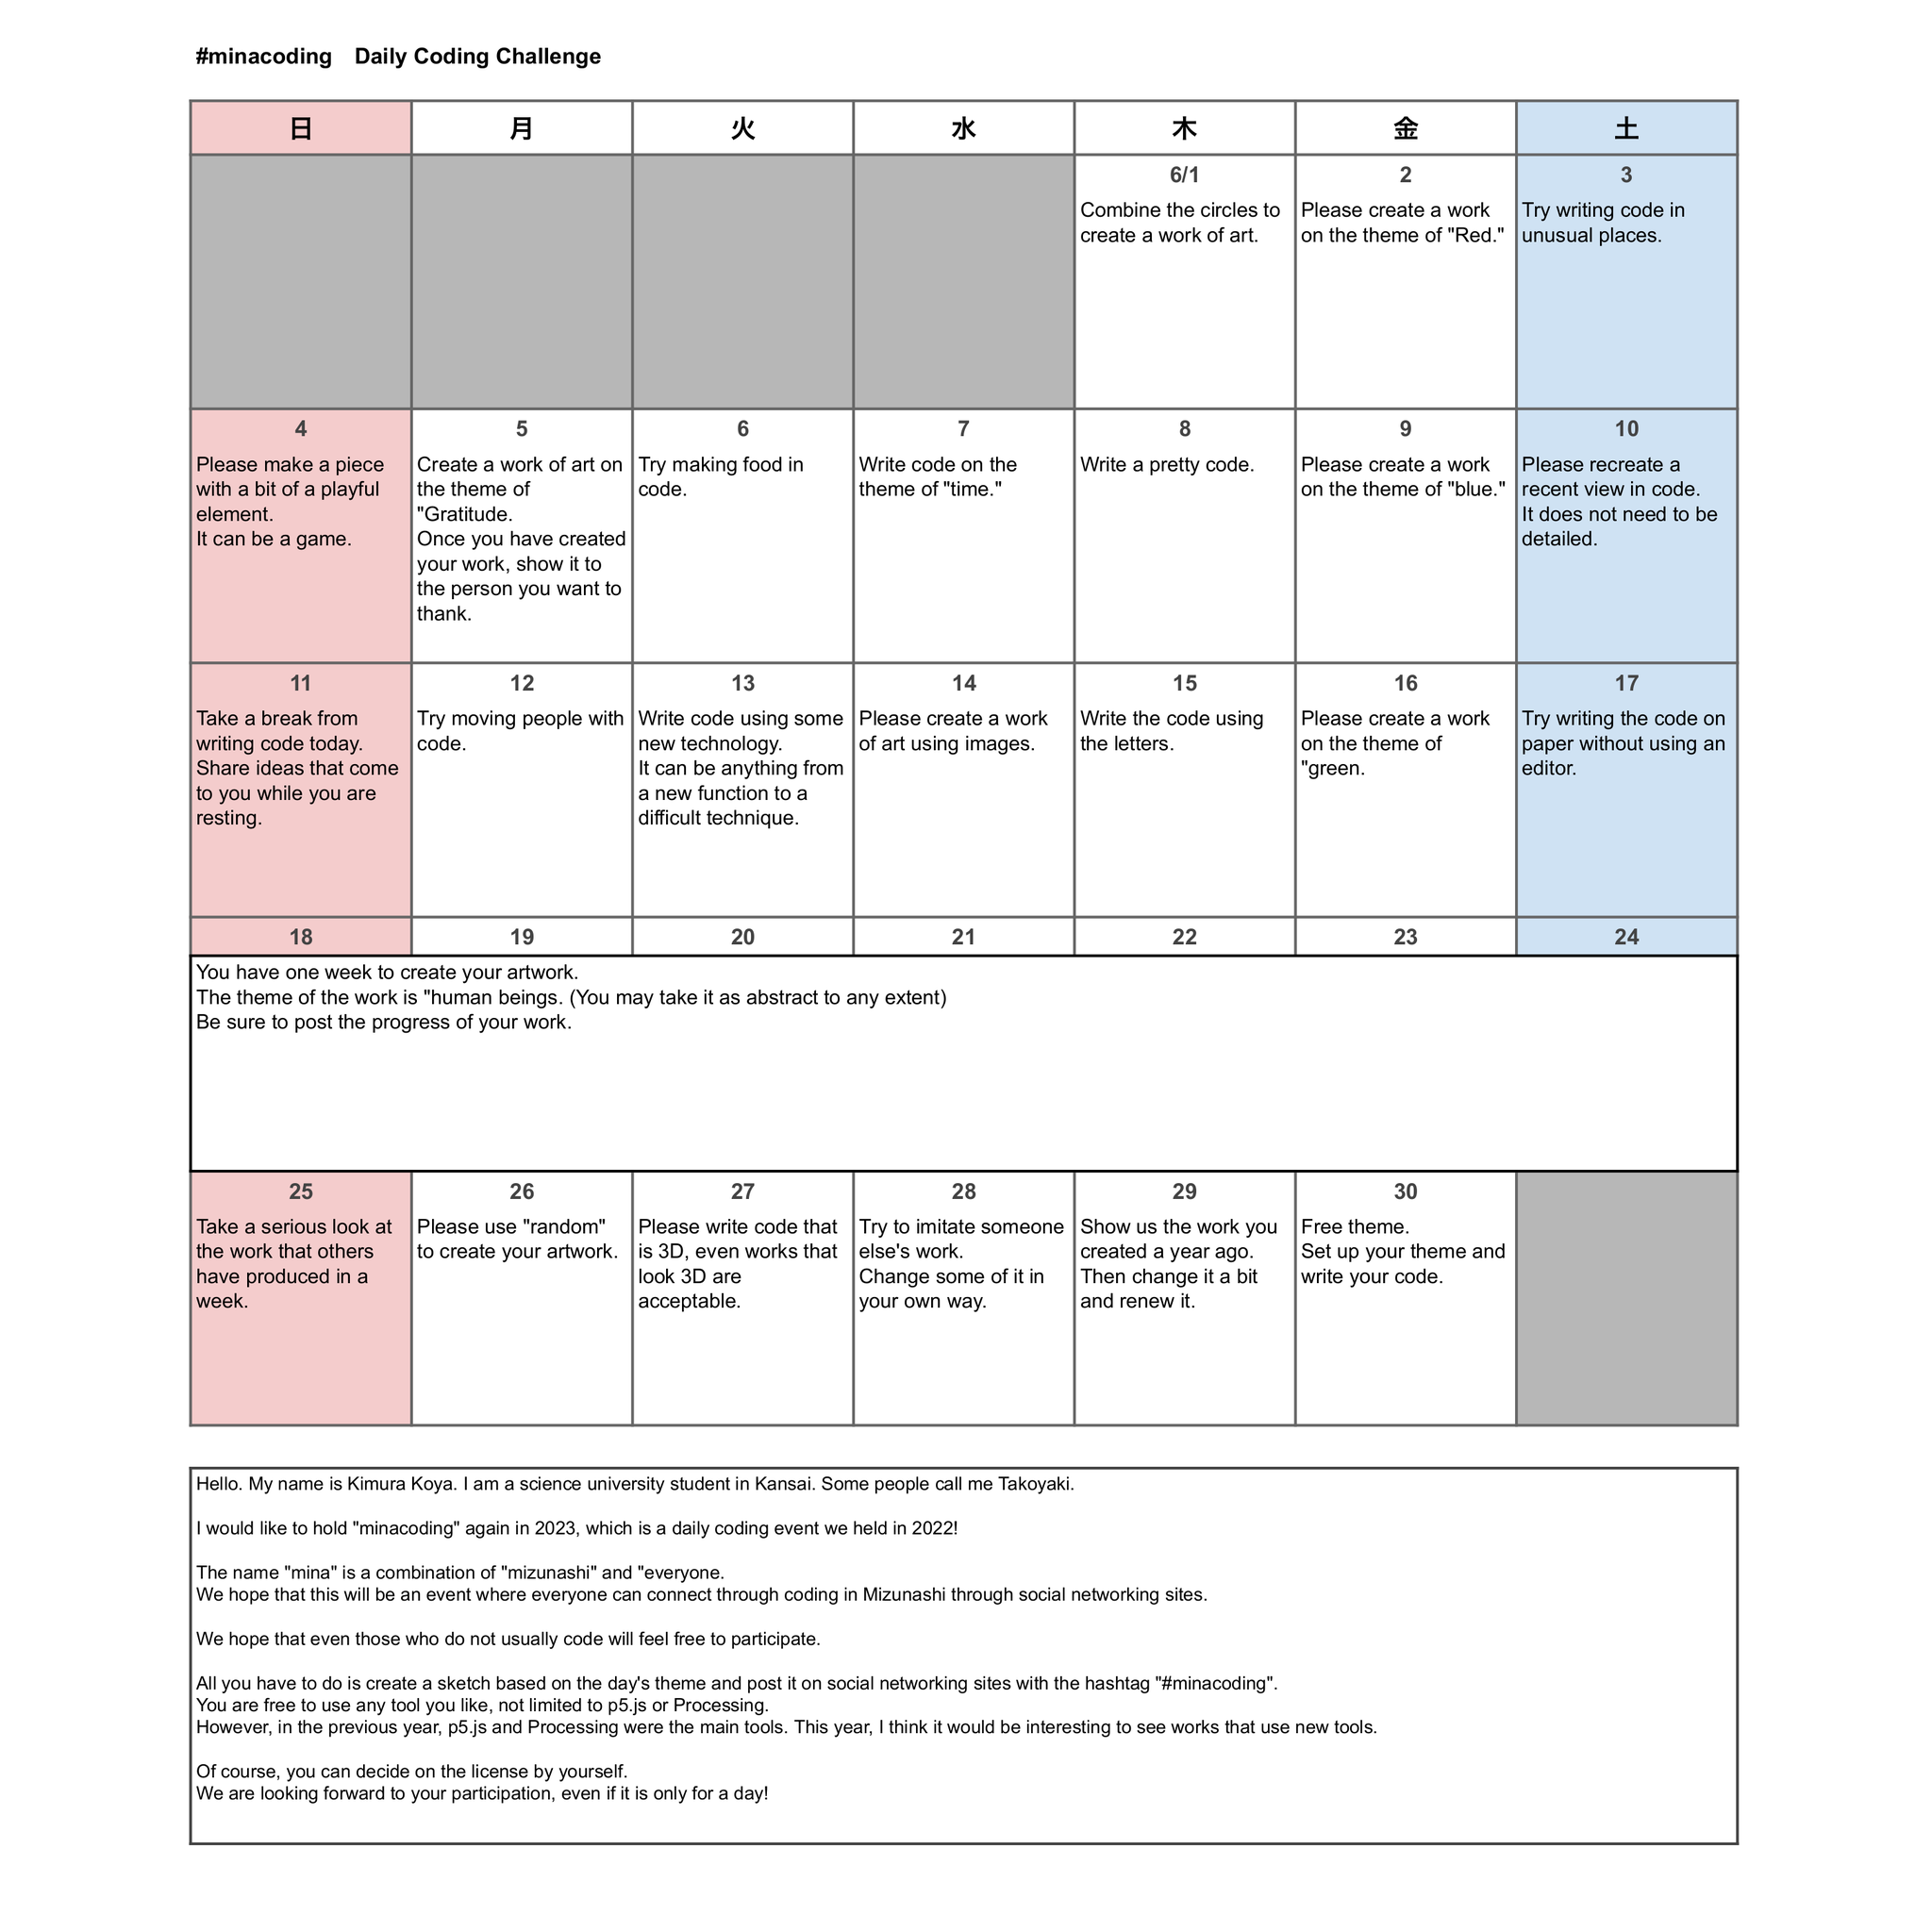 #minacoding Daily Coding Challenge
日 月 火 水 木 金 土
6/1
Combine the circles to
create a work of art.
2
Please create a work
on the theme of "Red."
3
Try writing code in
unusual places.
4
Please make a piece
with a bit of a playful
element.
It can be a game.
5
Create a work of art on
the theme of
"Gratitude.
Once you have created
your work, show it to
the person you want to
thank.
6
Try making food in
code.
7
Write code on the
theme of "time."
8
Write a pretty code.
9
Please create a work
on the theme of "blue."
10
Please recreate a
recent view in code.
It does not need to be
detailed.
11
Take a break from
writing code today.
Share ideas that come
to you while you are
resting.
12
Try moving people with
code.
13
Write code using some
new technology.
It can be anything from
a new function to a
difficult technique.
14
Please create a work
of art using images.
15
Write the code using
the letters.
16
Please create a work
on the theme of
"green.
17
Try writing the code on
paper without using an
editor.
18 19 20 21 22 23 24
You have one week to create your artwork.
The theme of the work is "human beings. (You may take it as abstract to any extent)
Be sure to post the progress of your work.
25
Take a serious look at
the work that others
have produced in a
week.
26
Please use "random"
to create your artwork.
27
Please write code that
is 3D, even works that
look 3D are
acceptable.
28
Try to imitate someone
else's work.
Change some of it in
your own way.
29
Show us the work you
created a year ago.
Then change it a bit
and renew it.
30
Free theme.
Set up your theme and
write your code.
Hello. My name is Kimura Koya. I am a science university student in Kansai. Some people call me Takoyaki.
I would like to hold "minacoding" again in 2023, which is a daily coding event we held in 2022!
The name "mina" is a combination of "mizunashi" and "everyone.
We hope that this will be an event where everyone can connect through coding in Mizunashi through social networking sites.
We hope that even those who do not usually code will feel free to participate.
All you have to do is create a sketch based on the day's theme and post it on social networking sites with the hashtag "#minacoding".
You are free to use any tool you like, not limited to p5.js or Processing.
However, in the previous year, p5.js and Processing were the main tools. This year, I think it would be interesting to see works that use new tools.
Of course, you can decide on the license by yourself.
We are looking forward to your participation, even if it is only for a day!